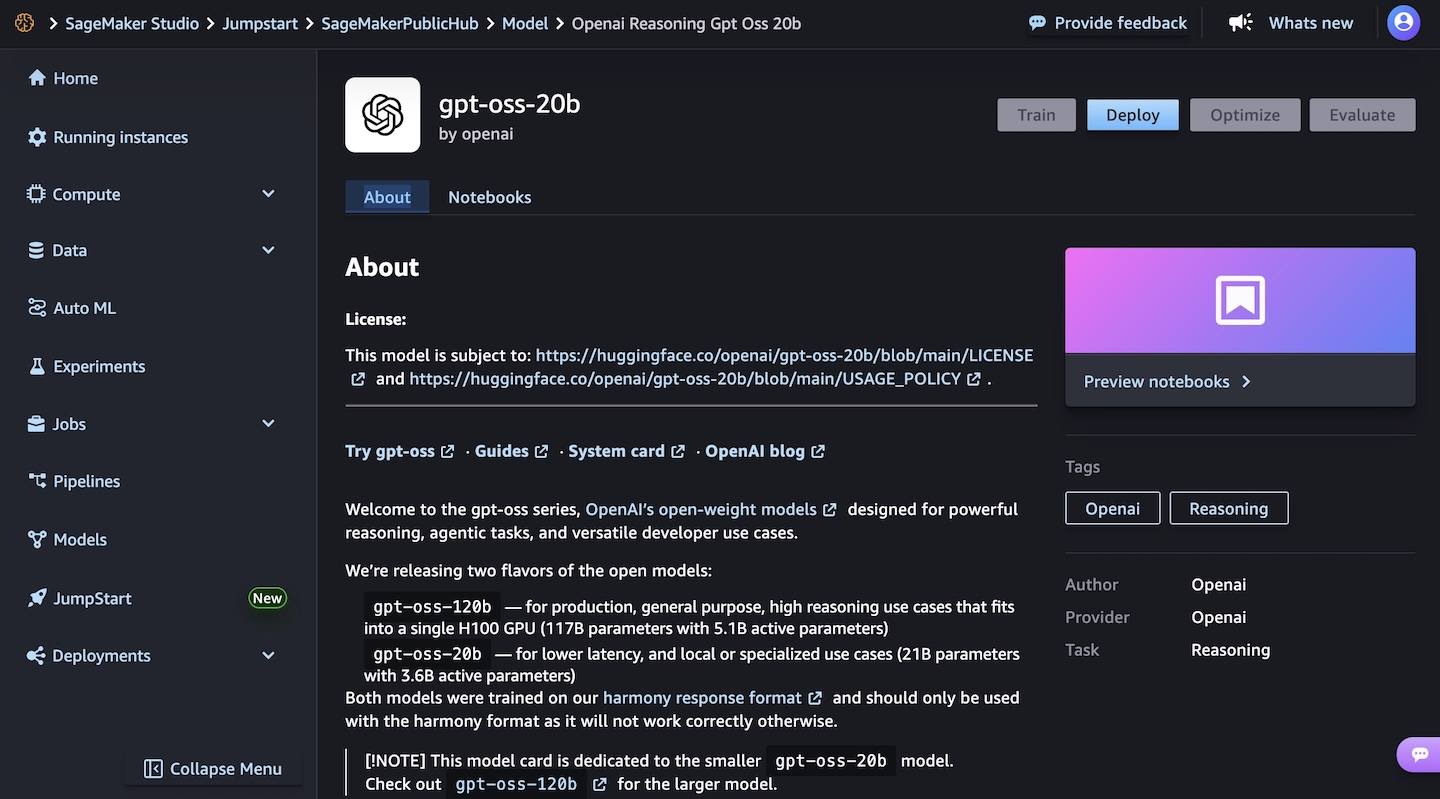 SageMaker Studio > Jumpstart > SageMakerPublicHub > Model > Openai Reasoning Gpt Oss 20b
Provide feedback
Whats new
Home
Running instances
Compute
Data
Auto ML
Experiments
Jobs
Pipelines
Models
JumpStart
New
Deployments
Collapse Menu
gpt-oss-20b
by openai
Train
Deploy
Optimize
Evaluate
About
Notebooks
About
License:
This model is subject to: https://huggingface.co/openai/gpt-oss-20b/blob/main/LICENSE
and https://huggingface.co/openai/gpt-oss-20b/blob/main/USAGE_POLICY .
Try gpt-oss · Guides · System card · OpenAI blog
Welcome to the gpt-oss series, OpenAI’s open-weight models designed for powerful
reasoning, agentic tasks, and versatile developer use cases.
We’re releasing two flavors of the open models:
gpt-oss-120b — for production, general purpose, high reasoning use cases that fits
into a single H100 GPU (117B parameters with 5.1B active parameters)
gpt-oss-20b — for lower latency, and local or specialized use cases (21B parameters
with 3.6B active parameters)
Both models were trained on our harmony response format and should only be used
with the harmony format as it will not work correctly otherwise.
[!NOTE] This model card is dedicated to the smaller gpt-oss-20b model.
Check out gpt-oss-120b for the larger model.
Preview notebooks >
Tags
Openai
Reasoning
Author Openai
Provider Openai
Task Reasoning